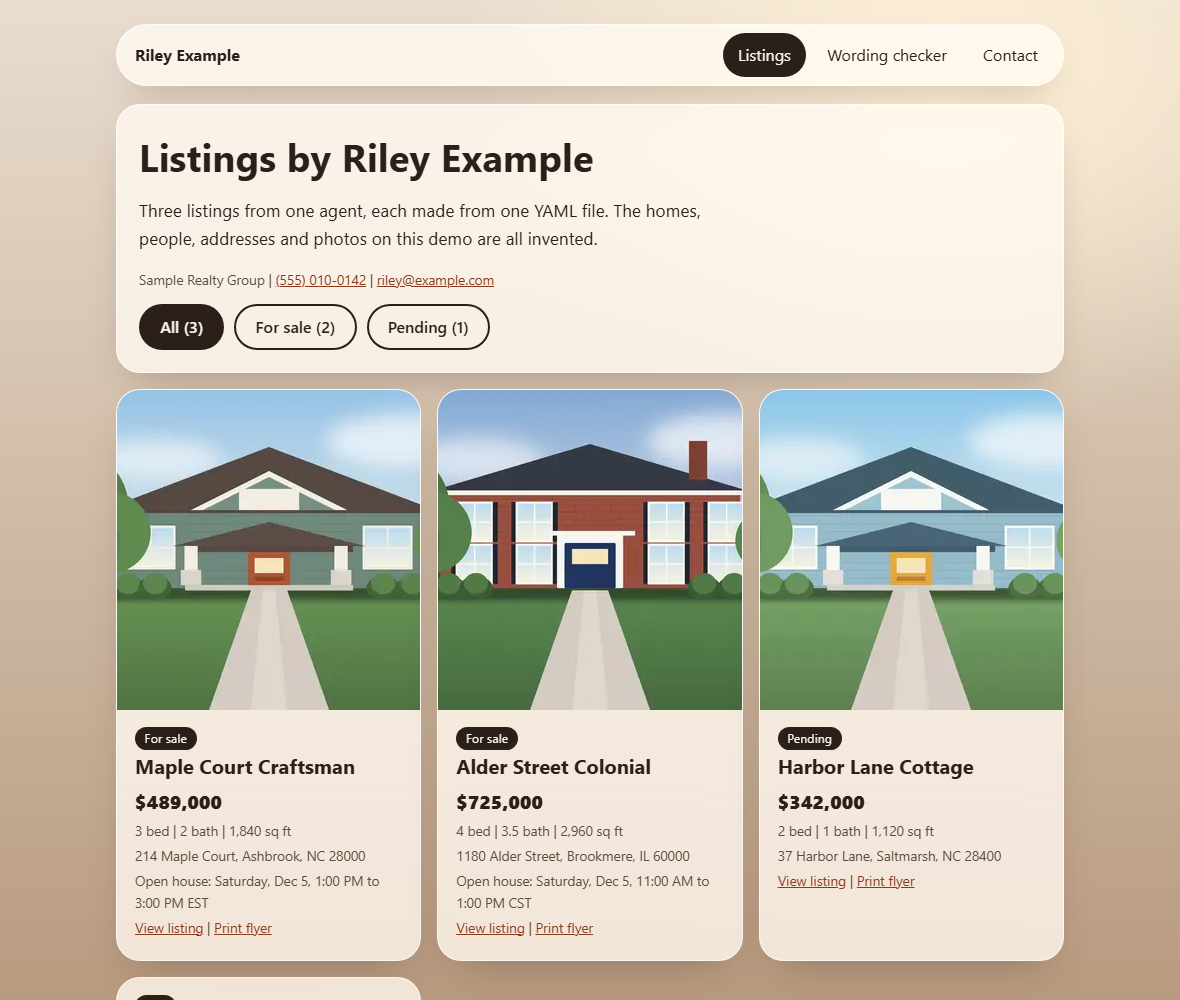 Riley Example
Listings
Wording checker
Contact
Listings by Riley Example
Three listings from one agent, each made from one YAML file. The homes,
people, addresses and photos on this demo are all invented.
Sample Realty Group | (555) 010-0142 | riley@example.com
All (3)
For sale (2)
Pending (1)
For sale
Maple Court Craftsman
$489,000
3 bed | 2 bath | 1,840 sq ft
214 Maple Court, Ashbrook, NC 28000
Open house: Saturday, Dec 5, 1:00 PM to
3:00 PM EST
View listing | Print flyer
For sale
Alder Street Colonial
$725,000
4 bed | 3.5 bath | 2,960 sq ft
1180 Alder Street, Brookmere, IL 60000
Open house: Saturday, Dec 5, 11:00 AM to
1:00 PM CST
View listing | Print flyer
Pending
Harbor Lane Cottage
$342,000
2 bed | 1 bath | 1,120 sq ft
37 Harbor Lane, Saltmarsh, NC 28400
View listing | Print flyer